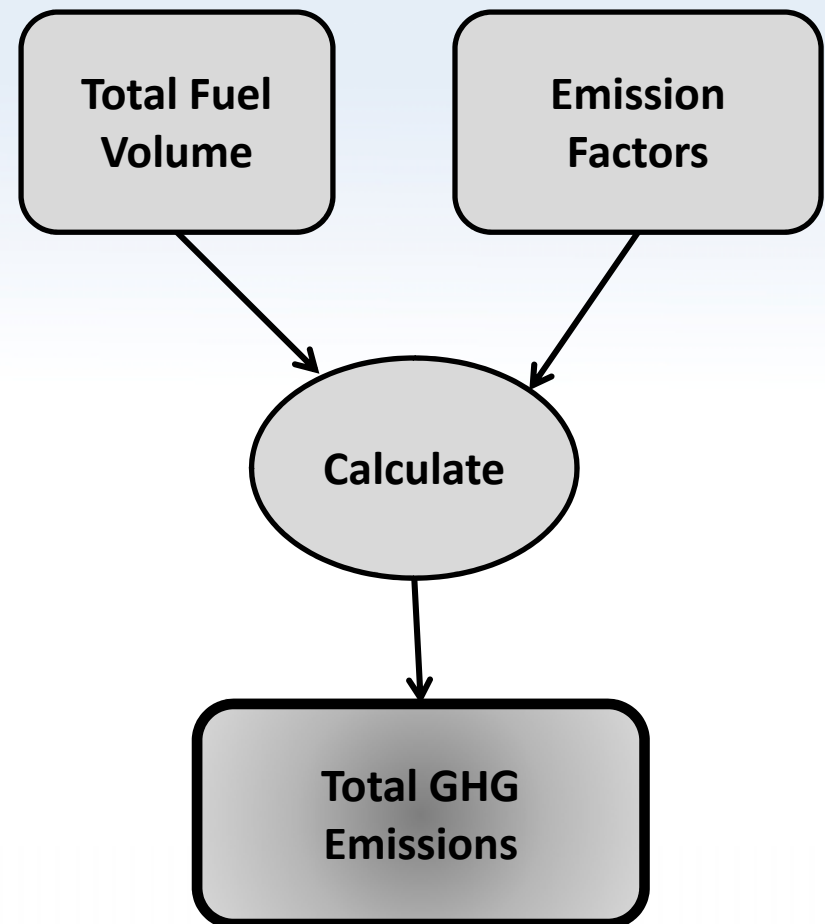 Total Fuel
Volume
Emission
Factors
Calculate
Total GHG
Emissions